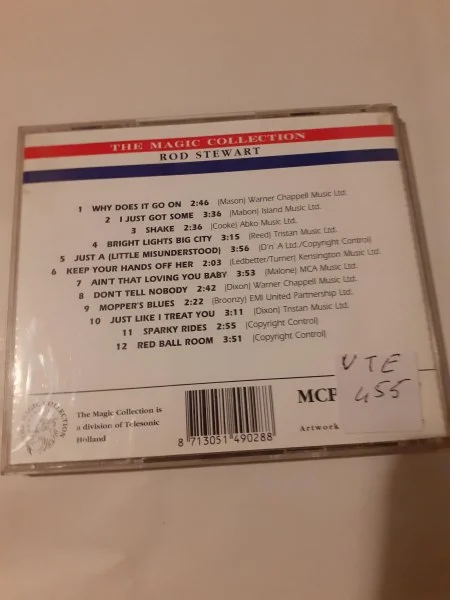 THE MAGIC COLLECTION
ROD STEWART
1 WHY DOES IT GO ON 2:46 (Mason) Warner Chappell Music Ltd.
2 I JUST GOT SOME 3:36 (Mabon) Island Music Ltd.
3 SHAKE 2:36 (Cooke) Abko Music Ltd.
4 BRIGHT LIGHTS BIG CITY 3:15 (Reed) Tristan Music Ltd.
5 JUST A (LITTLE MISUNDERSTOOD) 3:56 (D'n A Ltd./Copyright Control)
6 KEEP YOUR HANDS OFF HER 2:03 (Ledbetter/Turner) Kensington Music Ltd.
7 AIN'T THAT LOVING YOU BABY 3:53 (Malone) MCA Music Ltd.
8 DON'T TELL NOBODY 2:42 (Dixon) Warner Chappell Music Ltd.
9 MOPPER'S BLUES 2:22 (Broonzy) EMI United Partnership Ltd.
10 JUST LIKE I TREAT YOU 3:11 (Dixon) Tristan Music Ltd.
11 SPARKY RIDES 2:55 (Copyright Control)
12 RED BALL ROOM 3:51 (Copyright Control)
The Magic Collection is
a division of Telesonic
Holland
8 713051 490288
MCP
Artwork
VTE
455